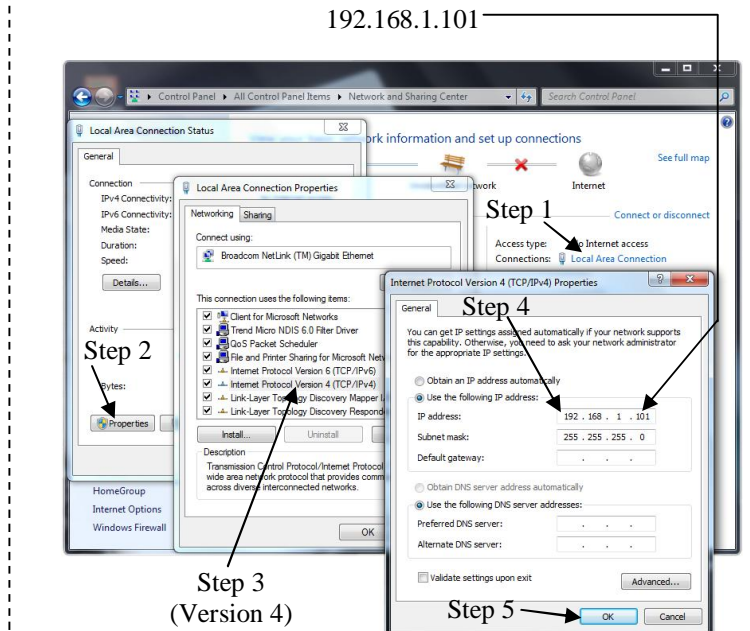 192.168.1.101
Control Panel ▸ All Control Panel Items ▸ Network and Sharing Center
Search Control Panel
Local Area Connection Status
General
Connection
IPv4 Connectivity:
IPv6 Connectivity:
Media State:
Duration:
Speed:
Details...
Activity
Step 2
Bytes:
Properties
HomeGroup
Internet Options
Windows Firewall
information and set up connections
See full map
Internet
Step 1
Connect or disconnect
Access type: No Internet access
Connections: Local Area Connection
Local Area Connection Properties
Networking Sharing
Connect using:
Broadcom NetLink (TM) Gigabit Ethernet
This connection uses the following items:
Client for Microsoft Networks
Trend Micro NDIS 6.0 Filter Driver
QoS Packet Scheduler
File and Printer Sharing for Microsoft
Internet Protocol Version 6 (TCP/IPv6)
Internet Protocol Version 4 (TCP/IPv4)
Link-Layer Topology Discovery Mapper
Link-Layer Topology Discovery
Install... Uninstall
Description
Transmission Control Protocol/Internet Protocol
wide area network protocol that provides
across diverse interconnected networks.
OK
Step 3
(Version 4)
Internet Protocol Version 4 (TCP/IPv4) Properties
General
Step 4
You can get IP settings assigned automatically if your network supports
this capability. Otherwise, you need to ask your network administrator
for the appropriate IP settings.
Obtain an IP address automatically
Use the following IP address:
IP address: 192 . 168 . 1 . 101
Subnet mask: 255 . 255 . 255 . 0
Default gateway: . . .
Obtain DNS server address automatically
Use the following DNS server addresses:
Preferred DNS server: . . .
Alternate DNS server: . . .
Validate settings upon exit
Advanced...
Step 5
OK Cancel